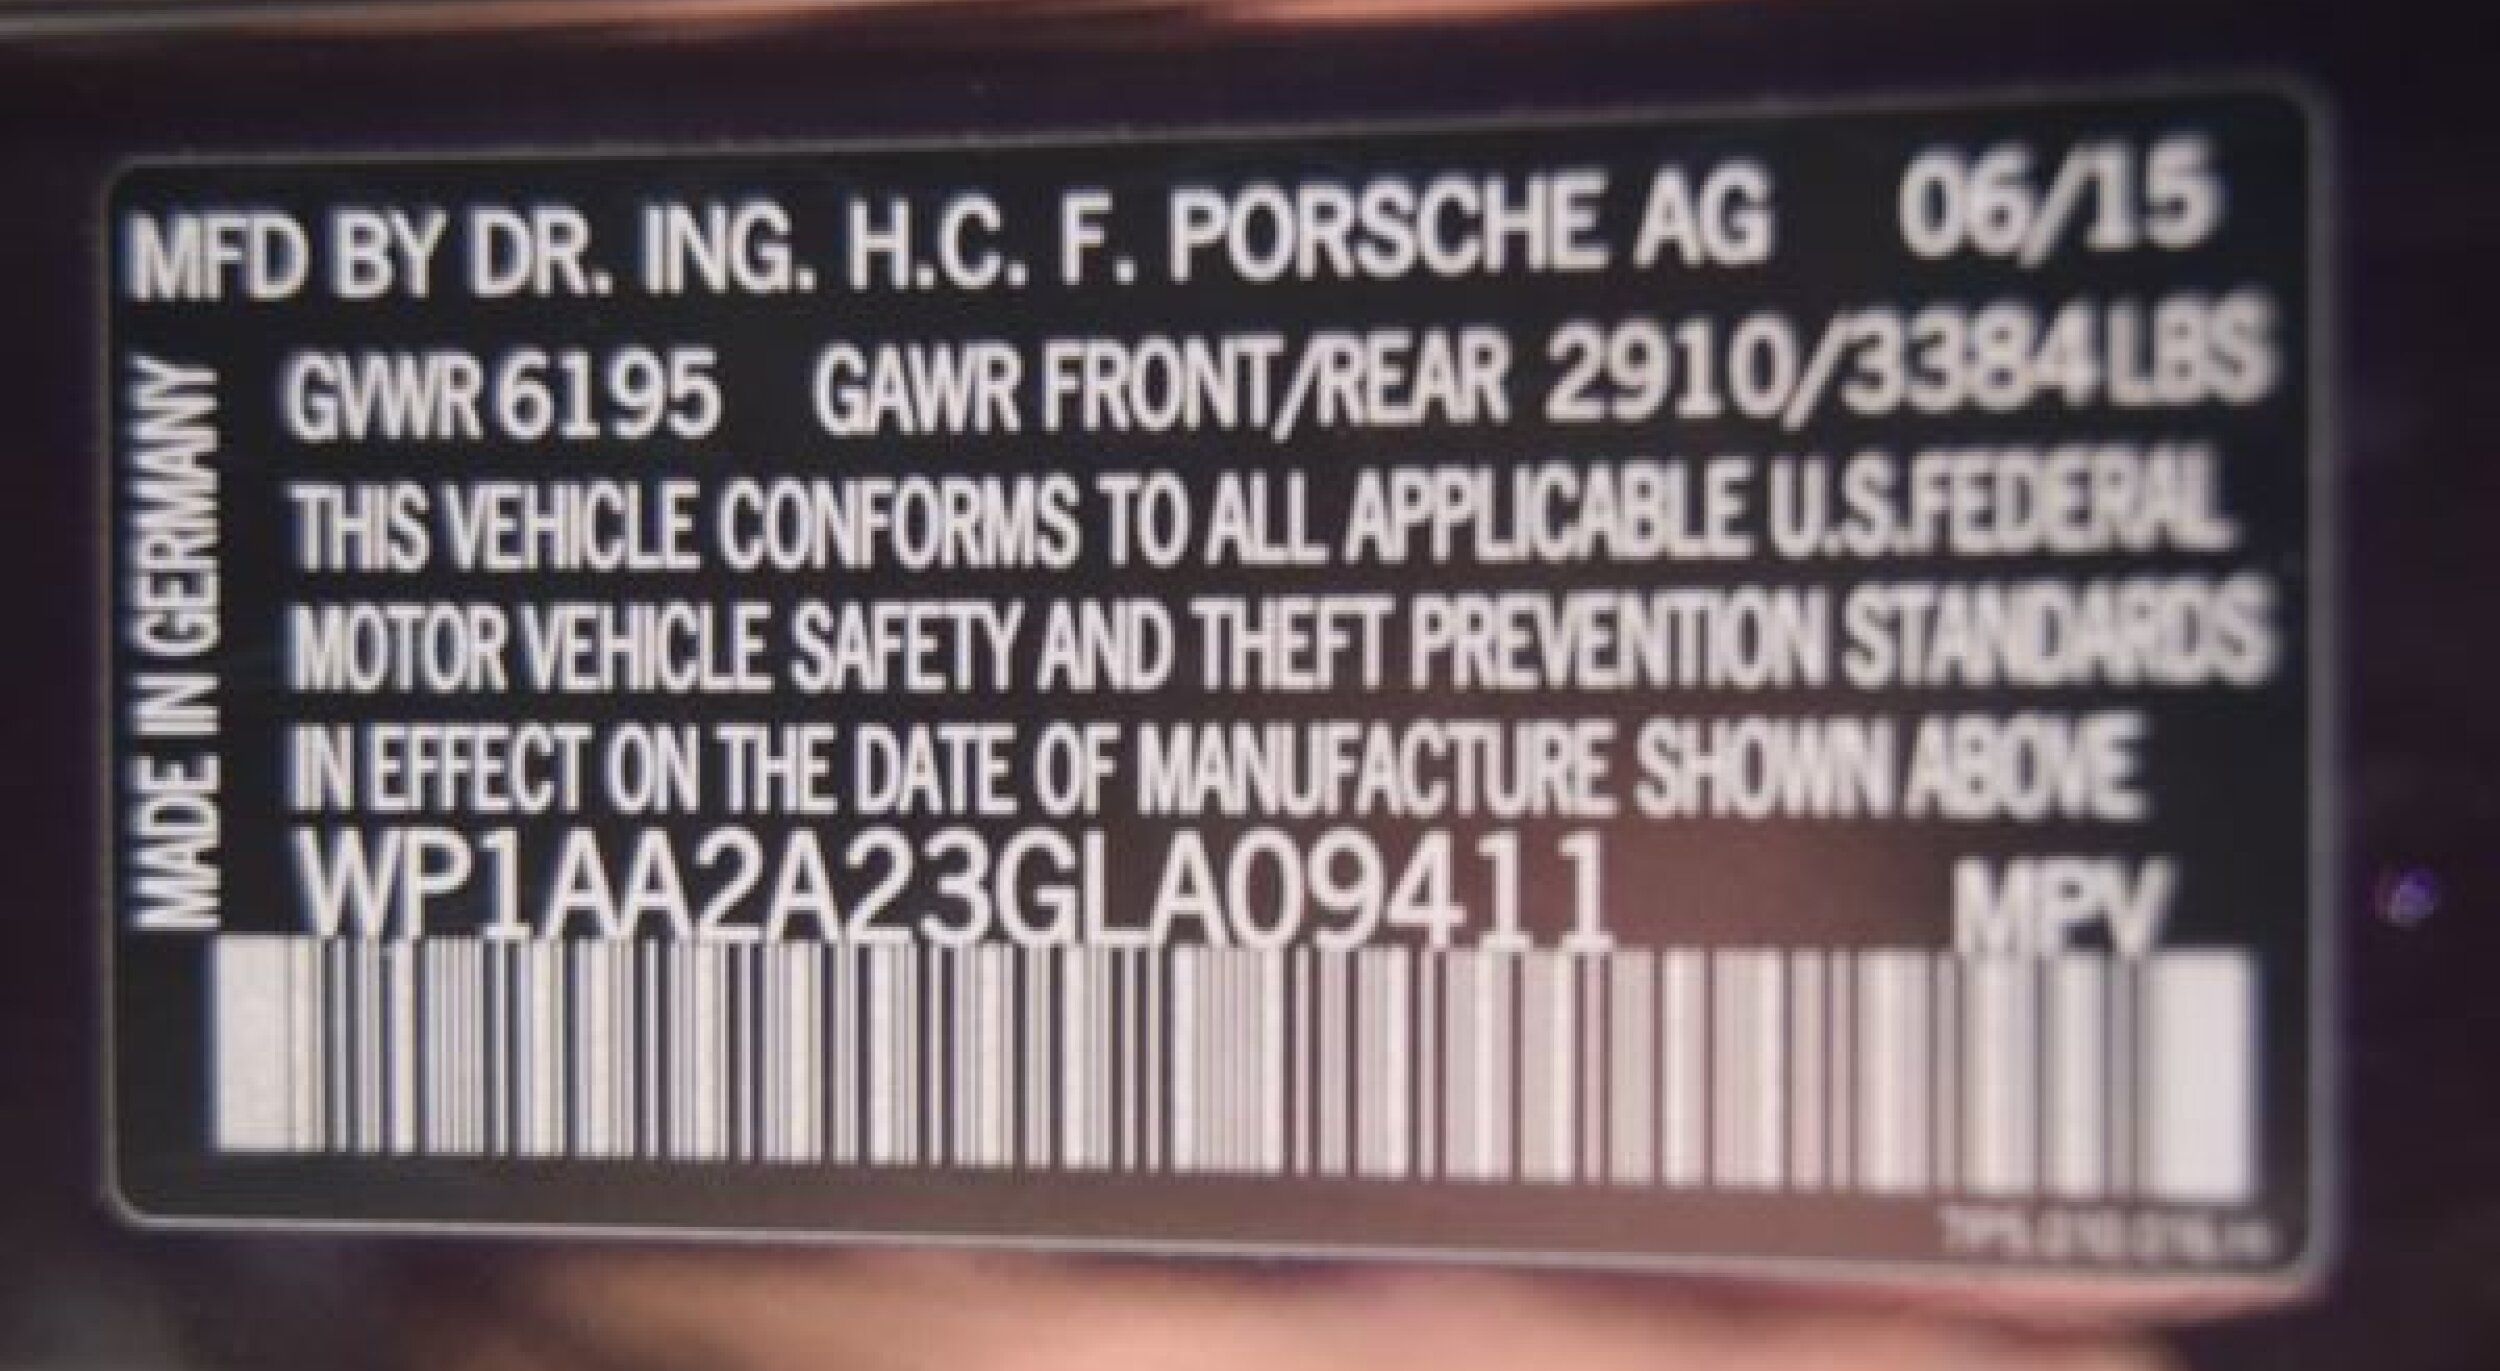 MFD BY DR. ING. H.C. F. PORSCHE AG 06/15
GVWR 6195 GAWR FRONT/REAR 2910/3384 LBS
THIS VEHICLE CONFORMS TO ALL APPLICABLE U.S.FEDERAL
MOTOR VEHICLE SAFETY AND THEFT PREVENTION STANDARDS
IN EFFECT ON THE DATE OF MANUFACTURE SHOWN ABOVE
WP1AA2A23GLA09411 MPV
MADE IN GERMANY